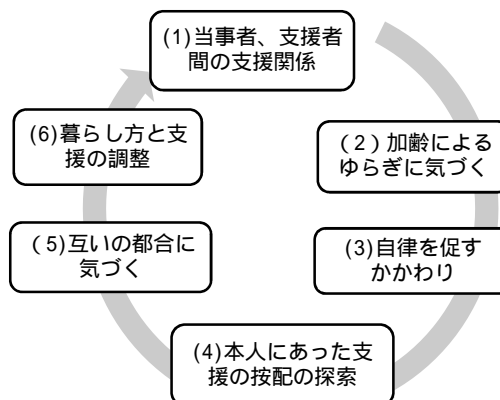 (1)当事者、支援者
間の支援関係
（２）加齢による
ゆらぎに気づく
(3)自律を促す
かかわり
(4)本人にあった支
援の按配の探索
（５)互いの都合に
気づく
(6)暮らし方と支
援の調整